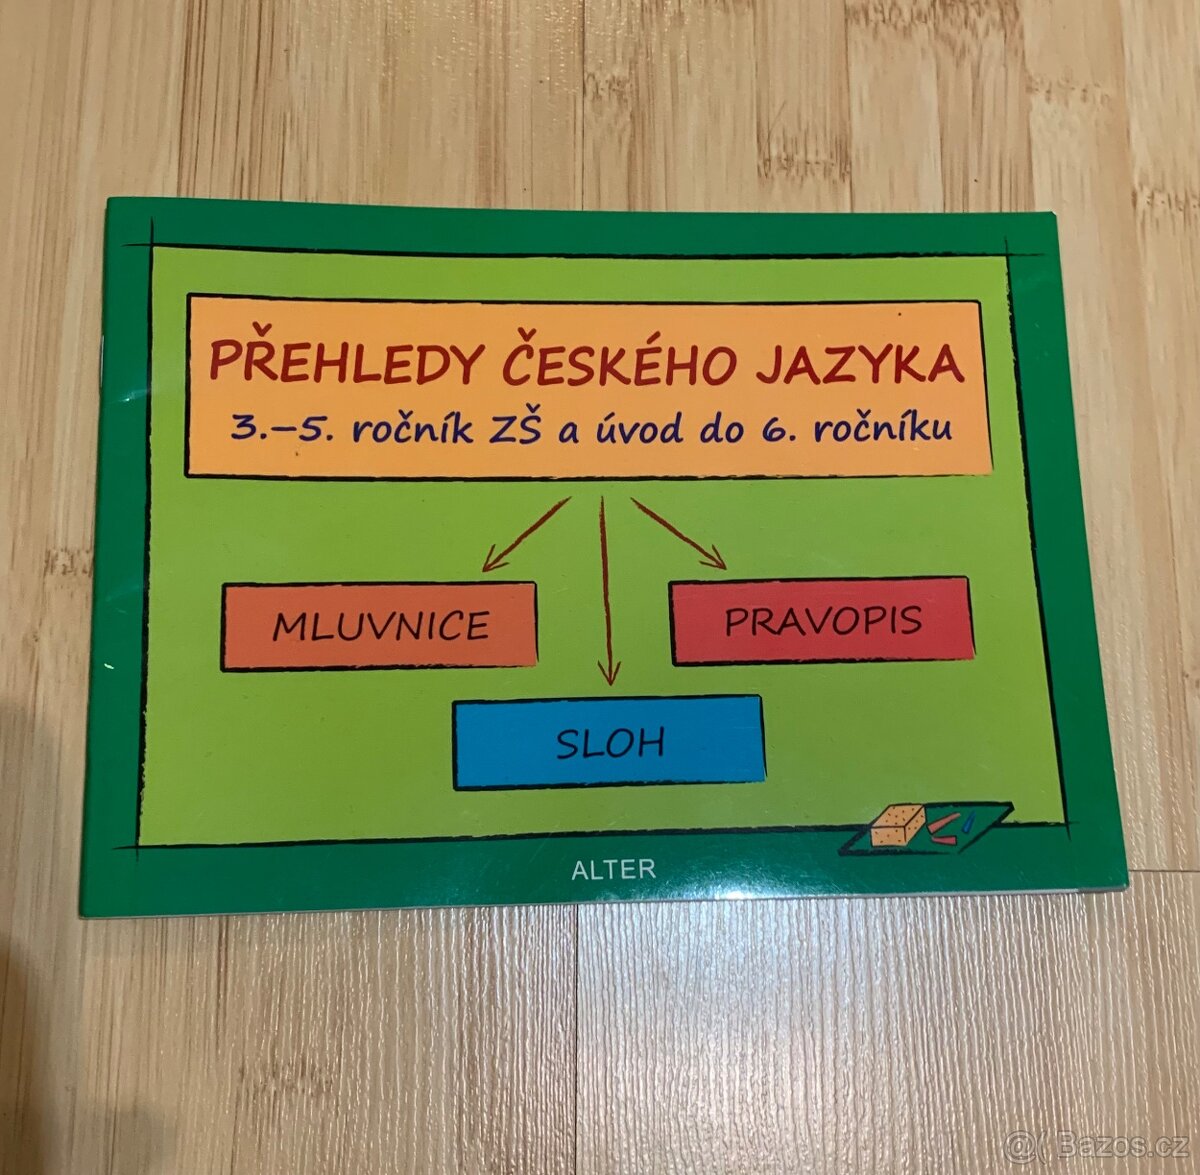 PŘEHLEDY ČESKÉHO JAZYKA
3.–5. ročník ZŠ a úvod do 6. ročníku
MLUVNICE
PRAVOPIS
SLOH
ALTER
@( Bazos.cz